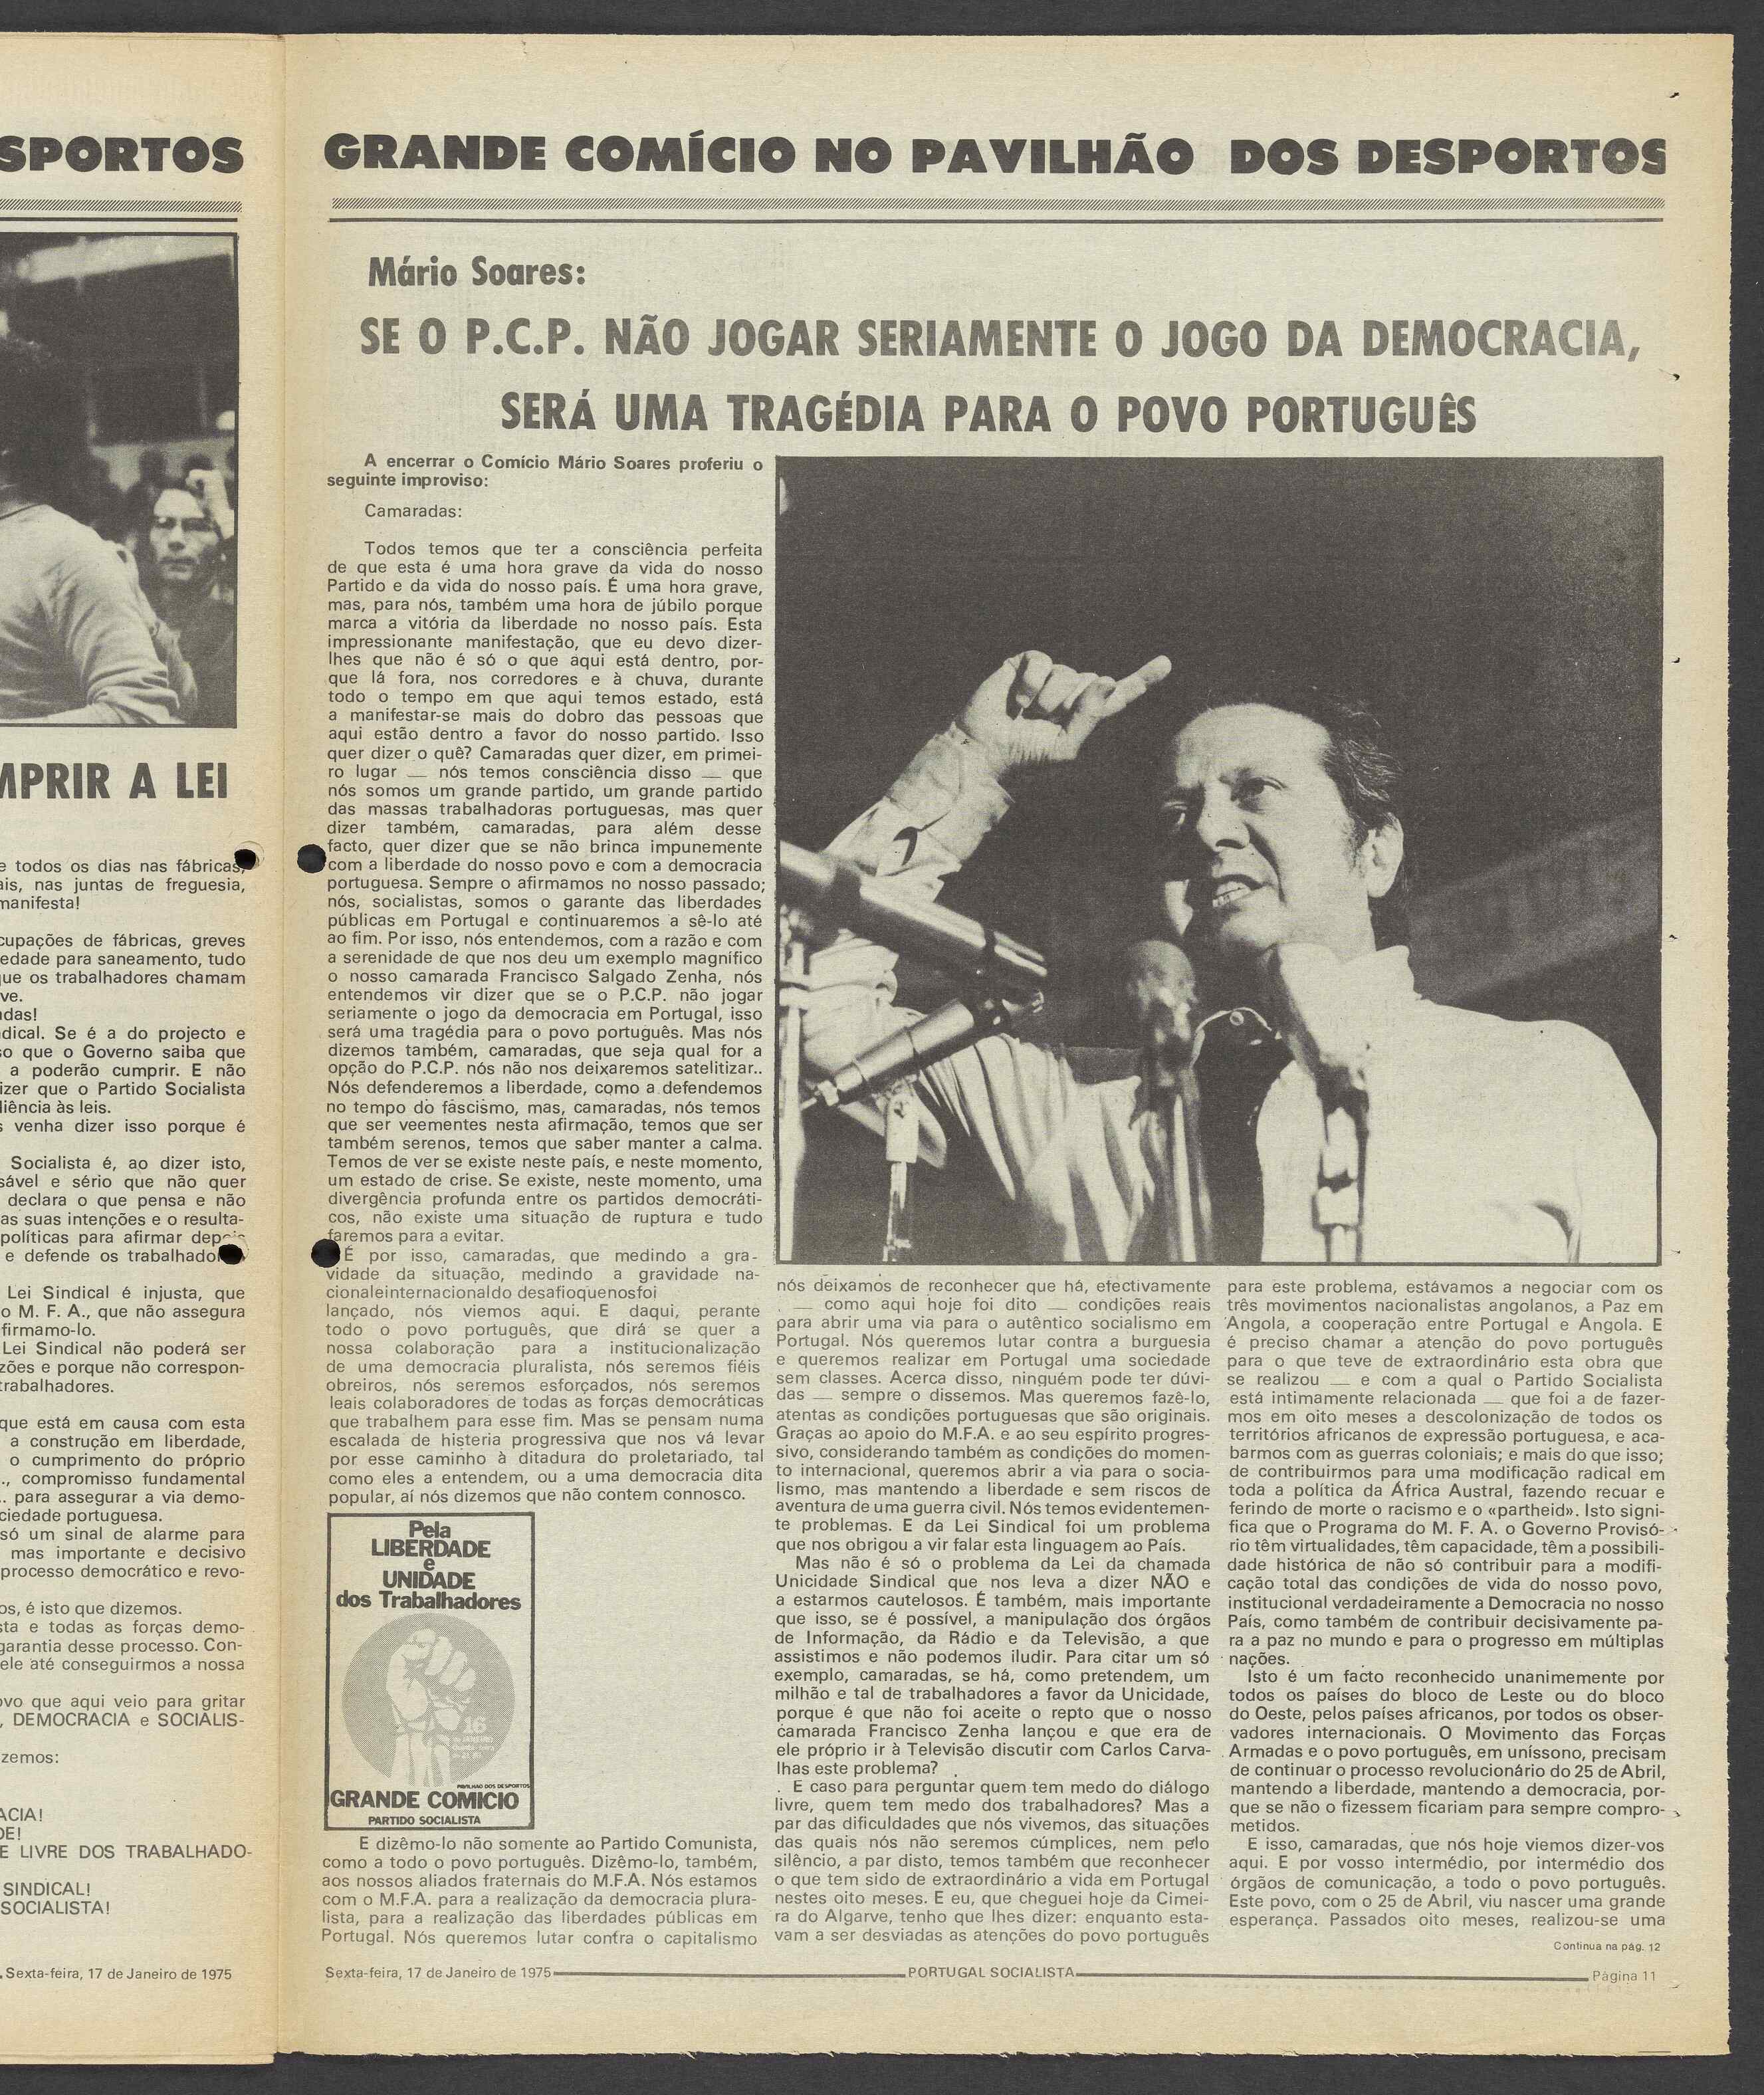 SPORTOS
MPRIR A LEI
e todos os dias nas fábricas,
ais, nas juntas de freguesia,
manifesta!
cupações de fábricas, greves
edade para saneamento, tudo
que os trabalhadores chamam
ve.
adas!
dical. Se é a do projecto e
so que o Governo saiba que
a poderão cumprir. E não
izer que o Partido Socialista
diência às leis.
s venha dizer isso porque é
Socialista é, ao dizer isto,
sável e sério que não quer
declara o que pensa e não
as suas intenções e o resulta-
políticas para afirmar depois
e defende os trabalhado
Lei Sindical é injusta, que
o M. F. A., que não assegura
firmamo-lo.
Lei Sindical não poderá ser
zões e porque não correspon-
trabalhadores.
que está em causa com esta
a construção em liberdade,
o cumprimento do próprio
., compromisso fundamental
. para assegurar a via demo-
ciedade portuguesa.
só um sinal de alarme para
mas importante e decisivo
processo democrático e revo-
os, é isto que dizemos.
sta e todas as forças demo-
garantia desse processo. Con-
ele até conseguirmos a nossa
ovo que aqui veio para gritar
, DEMOCRACIA e SOCIALIS-
zemos:
ACIA!
DE!
E LIVRE DOS TRABALHADO-
SINDICAL!
SOCIALISTA!
Sexta-feira, 17 de Janeiro de 1975
GRANDE COMÍCIO NO PAVILHÃO DOS DESPORTOS
Mário Soares:
SE O P.C.P. NÃO JOGAR SERIAMENTE O JOGO DA DEMOCRACIA,
SERÁ UMA TRAGÉDIA PARA O POVO PORTUGUÊS
A encerrar o Comício Mário Soares proferiu o
seguinte improviso:
Camaradas:
Todos temos que ter a consciência perfeita
de que esta é uma hora grave da vida do nosso
Partido e da vida do nosso país. É uma hora grave,
mas, para nós, também uma hora de júbilo porque
marca a vitória da liberdade no nosso país. Esta
impressionante manifestação, que eu devo dizer-
lhes que não é só o que aqui está dentro, por-
que lá fora, nos corredores e à chuva, durante
todo o tempo em que aqui temos estado, está
a manifestar-se mais do dobro das pessoas que
aqui estão dentro a favor do nosso partido. Isso
quer dizer o quê? Camaradas quer dizer, em primei-
ro lugar — nós temos consciência disso — que
nós somos um grande partido, um grande partido
das massas trabalhadoras portuguesas, mas quer
dizer também, camaradas, para além desse
facto, quer dizer que se não brinca impunemente
com a liberdade do nosso povo e com a democracia
portuguesa. Sempre o afirmamos no nosso passado;
nós, socialistas, somos o garante das liberdades
públicas em Portugal e continuaremos a sê-lo até
ao fim. Por isso, nós entendemos, com a razão e com
a serenidade de que nos deu um exemplo magnífico
o nosso camarada Francisco Salgado Zenha, nós
entendemos vir dizer que se o P.C.P. não jogar
seriamente o jogo da democracia em Portugal, isso
será uma tragédia para o povo português. Mas nós
dizemos também, camaradas, que seja qual for a
opção do P.C.P. nós não nos deixaremos satelitizar..
Nós defenderemos a liberdade, como a defendemos
no tempo do fascismo, mas, camaradas, nós temos
que ser veementes nesta afirmação, temos que ser
também serenos, temos que saber manter a calma.
Temos de ver se existe neste país, e neste momento,
um estado de crise. Se existe, neste momento, uma
divergência profunda entre os partidos democráti-
cos, não existe uma situação de ruptura e tudo
faremos para a evitar.
É por isso, camaradas, que medindo a gra-
vidade da situação, medindo a gravidade na-
cionaleinternacionaldo desafioquenosfoi
lançado, nós viemos aqui. E daqui, perante
todo o povo português, que dirá se quer a
nossa colaboração para a institucionalização
de uma democracia pluralista, nós seremos fiéis
obreiros, nós seremos esforçados, nós seremos
leais colaboradores de todas as forças democráticas
que trabalhem para esse fim. Mas se pensam numa
escalada de histeria progressiva que nos vá levar
por esse caminho à ditadura do proletariado, tal
como eles a entendem, ou a uma democracia dita
popular, aí nós dizemos que não contem connosco.
Pela
LIBERDADE
e
UNIDADE
dos Trabalhadores
16
de JANEIRO
PAVILHÃO DOS DESPORTOS
GRANDE COMICIO
PARTIDO SOCIALISTA
E dizêmo-lo não somente ao Partido Comunista,
como a todo o povo português. Dizêmo-lo, também,
aos nossos aliados fraternais do M.F.A. Nós estamos
com o M.F.A. para a realização da democracia plura-
lista, para a realização das liberdades públicas em
Portugal. Nós queremos lutar contra o capitalismo
nós deixamos de reconhecer que há, efectivamente
— como aqui hoje foi dito — condições reais
para abrir uma via para o autêntico socialismo em
Portugal. Nós queremos lutar contra a burguesia
e queremos realizar em Portugal uma sociedade
sem classes. Acerca disso, ninguém pode ter dúvi-
das — sempre o dissemos. Mas queremos fazê-lo,
atentas as condições portuguesas que são originais.
Graças ao apoio do M.F.A. e ao seu espírito progres-
sivo, considerando também as condições do momen-
to internacional, queremos abrir a via para o socia-
lismo, mas mantendo a liberdade e sem riscos de
aventura de uma guerra civil. Nós temos evidentemen-
te problemas. E da Lei Sindical foi um problema
que nos obrigou a vir falar esta linguagem ao País.
Mas não é só o problema da Lei da chamada
Unicidade Sindical que nos leva a dizer NÃO e
a estarmos cautelosos. É também, mais importante
que isso, se é possível, a manipulação dos órgãos
de Informação, da Rádio e da Televisão, a que
assistimos e não podemos iludir. Para citar um só
exemplo, camaradas, se há, como pretendem, um
milhão e tal de trabalhadores a favor da Unicidade,
porque é que não foi aceite o repto que o nosso
camarada Francisco Zenha lançou e que era de
ele próprio ir à Televisão discutir com Carlos Carva-
lhas este problema?
E caso para perguntar quem tem medo do diálogo
livre, quem tem medo dos trabalhadores? Mas a
par das dificuldades que nós vivemos, das situações
das quais nós não seremos cúmplices, nem pelo
silêncio, a par disto, temos também que reconhecer
o que tem sido de extraordinário a vida em Portugal
nestes oito meses. E eu, que cheguei hoje da Cimei-
ra do Algarve, tenho que lhes dizer: enquanto esta-
vam a ser desviadas as atenções do povo português
para este problema, estávamos a negociar com os
três movimentos nacionalistas angolanos, a Paz em
Angola, a cooperação entre Portugal e Angola. E
é preciso chamar a atenção do povo português
para o que teve de extraordinário esta obra que
se realizou — e com a qual o Partido Socialista
está intimamente relacionada — que foi a de fazer-
mos em oito meses a descolonização de todos os
territórios africanos de expressão portuguesa, e aca-
barmos com as guerras coloniais; e mais do que isso;
de contribuirmos para uma modificação radical em
toda a política da África Austral, fazendo recuar e
ferindo de morte o racismo e o «partheid». Isto signi-
fica que o Programa do M. F. A. o Governo Provisó-
rio têm virtualidades, têm capacidade, têm a possibili-
dade histórica de não só contribuir para a modifi-
cação total das condições de vida do nosso povo,
institucional verdadeiramente a Democracia no nosso
País, como também de contribuir decisivamente pa-
ra a paz no mundo e para o progresso em múltiplas
nações.
Isto é um facto reconhecido unanimemente por
todos os países do bloco de Leste ou do bloco
do Oeste, pelos países africanos, por todos os obser-
vadores internacionais. O Movimento das Forças
Armadas e o povo português, em uníssono, precisam
de continuar o processo revolucionário do 25 de Abril,
mantendo a liberdade, mantendo a democracia, por-
que se não o fizessem ficariam para sempre compro-
metidos.
E isso, camaradas, que nós hoje viemos dizer-vos
aqui. E por vosso intermédio, por intermédio dos
órgãos de comunicação, a todo o povo português.
Este povo, com o 25 de Abril, viu nascer uma grande
esperança. Passados oito meses, realizou-se uma
Continua na pág. 12
Sexta-feira, 17 de Janeiro de 1975
PORTUGAL SOCIALISTA
Página 11